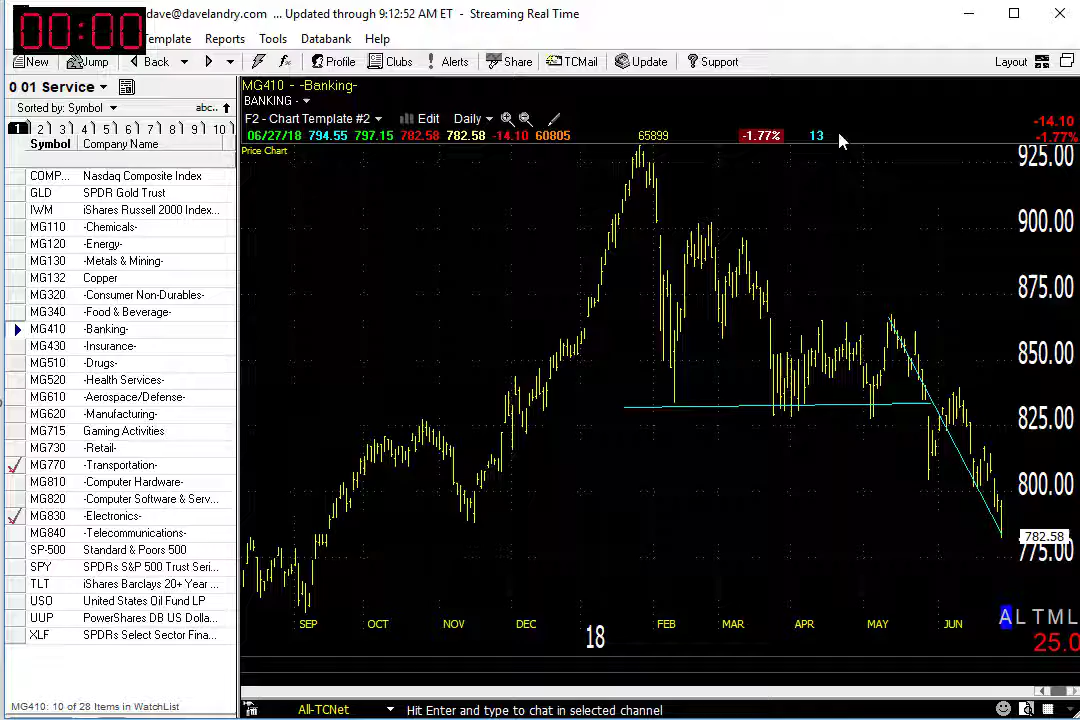 00:00
dave@davelandry.com ... Updated through 9:12:52 AM ET - Streaming Real Time
Template Reports Tools Databank Help
New Jump Back Profile Clubs Alerts Share TCMail Update Support Layout
0 01 Service
Sorted by: Symbol abc..
1 2 3 4 5 6 7 8 9 10
Symbol Company Name
COMP... Nasdaq Composite Index
GLD SPDR Gold Trust
IWM iShares Russell 2000 Index...
MG110 -Chemicals-
MG120 -Energy-
MG130 -Metals & Mining-
MG132 Copper
MG320 -Consumer Non-Durables-
MG340 -Food & Beverage-
MG410 -Banking-
MG430 -Insurance-
MG510 -Drugs-
MG520 -Health Services-
MG610 -Aerospace/Defense-
MG620 -Manufacturing-
MG715 Gaming Activities
MG730 -Retail-
MG770 -Transportation-
MG810 -Computer Hardware-
MG820 -Computer Software & Serv...
MG830 -Electronics-
MG840 -Telecommunications-
SP-500 Standard & Poors 500
SPY SPDRs S&P 500 Trust Seri...
TLT iShares Barclays 20+ Year ...
USO United States Oil Fund LP
UUP PowerShares DB US Dolla...
XLF SPDRs Select Sector Fina...
MG410: 10 of 28 Items in WatchList
MG410 - -Banking-
BANKING -
F2 - Chart Template #2 Edit Daily
06/27/18 794.55 797.15 782.58 782.58 -14.10 60805 65899 -1.77% 13
-14.10
-1.77%
Price Chart
925.00
900.00
875.00
850.00
825.00
800.00
782.58
775.00
SEP OCT NOV DEC 18 FEB MAR APR MAY JUN
A L T M L
25.0
All-TCNet Hit Enter and type to chat in selected channel